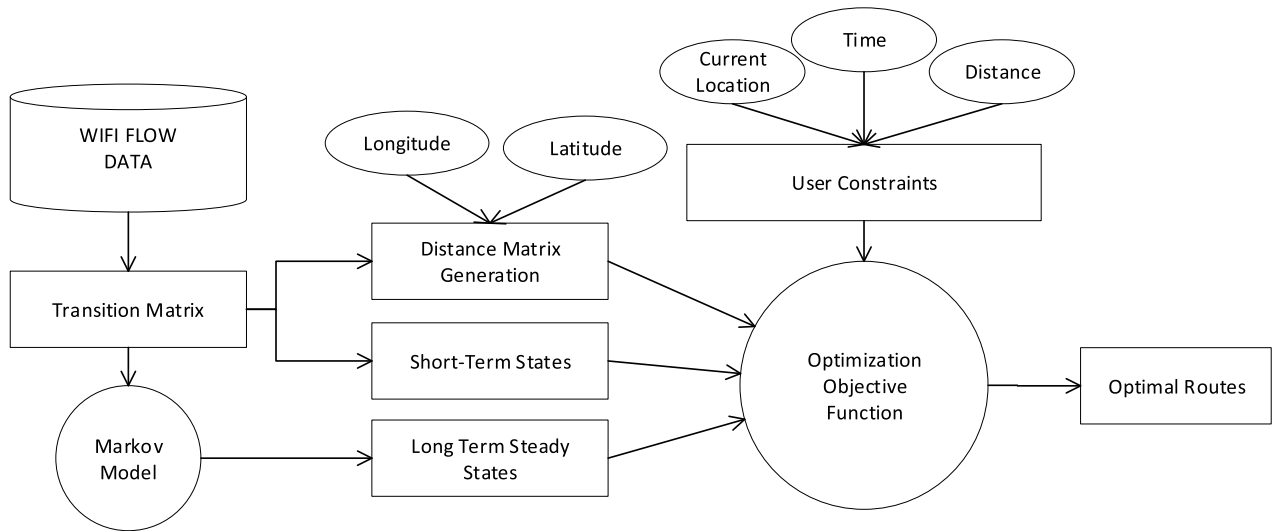 WIFI FLOW
DATA
Transition Matrix
Markov
Model
Longitude
Latitude
Distance Matrix
Generation
Short-Term States
Long Term Steady
States
Current
Location
Time
Distance
User Constraints
Optimization
Objective
Function
Optimal Routes